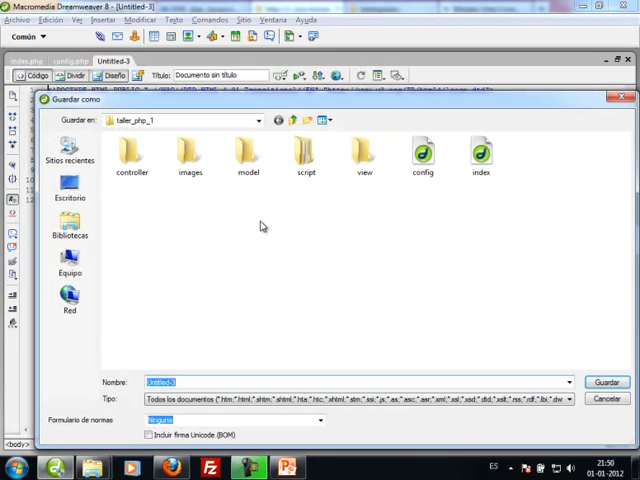 Macromedia Dreamweaver 8 - [Untitled-3]
Archivo Edición Ver Insertar Modificar Texto Comandos Sitio Ventana Ayuda
Común
index.php config.php Untitled-3
Código Dividir Diseño Título: Documento sin título
Guardar como
Guardar en: taller_php_1
controller images model script view config index
Sitios recientes
Escritorio
Bibliotecas
Equipo
Red
Nombre: Untitled-3 Guardar
Tipo: Todos los documentos (*.htm;*.html;*.shtm;*.shtml;*.hta;*.htc;*.xhtml;*.stm;*.ssi;*.js;*.as;*.asc;*.asr;*.xml;*.xsl;*.xsd;*.dtd;*.xslt;*.rss;*.rdf;*.lbi;*.dw Cancelar
Formulario de normas Ninguna
Incluir firma Unicode (BOM)
<body>
ES 21:50
01-01-2012